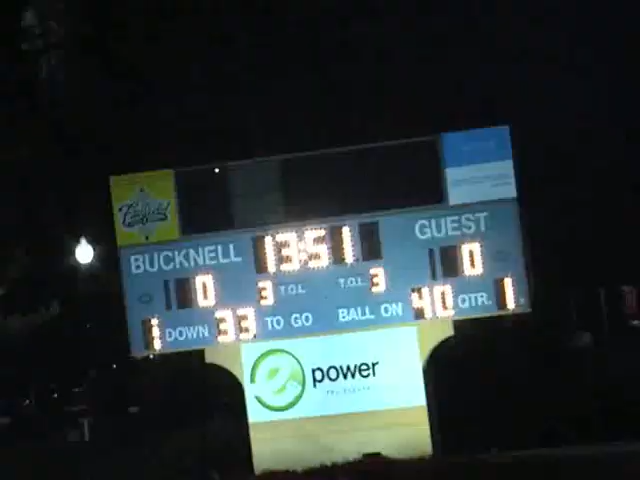 BUCKNELL 13:51 GUEST
0 3 T.O.L T.O.L 3 0
1 DOWN 33 TO GO BALL ON 40 QTR. 1
e power